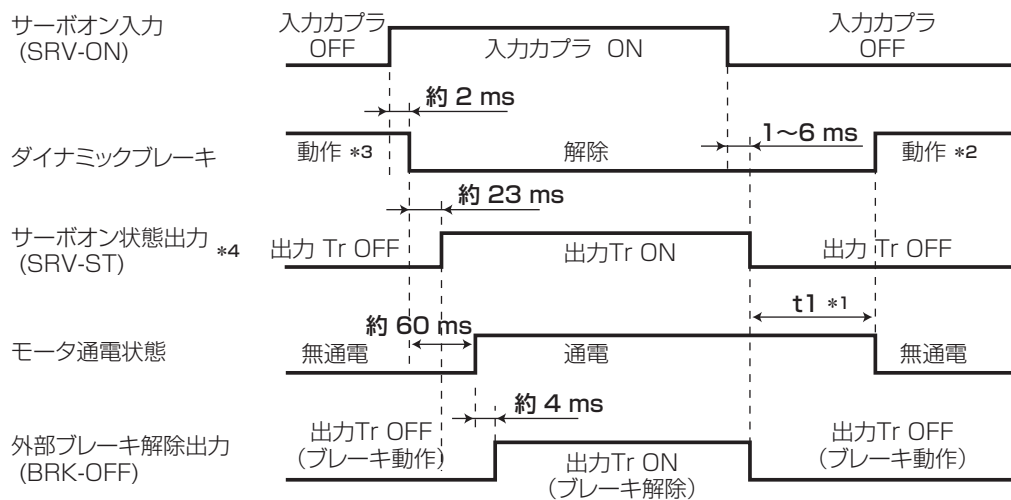 サーボオン入力
(SRV-ON)
入力カプラ
OFF
入力カプラ ON
入力カプラ
OFF
約 2 ms
1～6 ms
ダイナミックブレーキ
動作 *3
解除
動作 *2
約 23 ms
サーボオン状態出力 *4
(SRV-ST)
出力 Tr OFF
出力Tr ON
出力 Tr OFF
t1 *1
約 60 ms
モータ通電状態
無通電
通電
無通電
約 4 ms
外部ブレーキ解除出力
(BRK-OFF)
出力Tr OFF
(ブレーキ動作)
出力Tr ON
(ブレーキ解除)
出力Tr OFF
(ブレーキ動作)